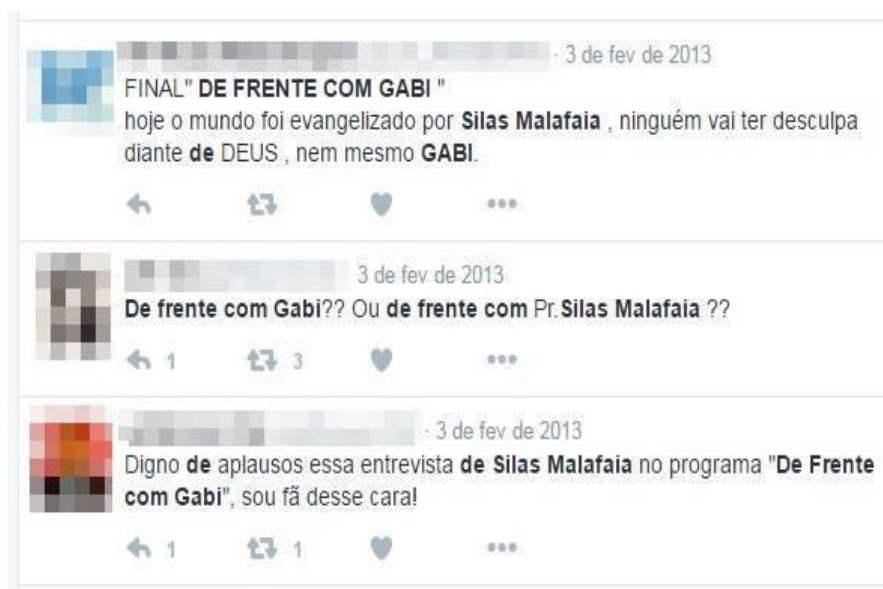 · 3 de fev de 2013
FINAL" DE FRENTE COM GABI "
hoje o mundo foi evangelizado por Silas Malafaia , ninguém vai ter desculpa
diante de DEUS , nem mesmo GABI.
3 de fev de 2013
De frente com Gabi?? Ou de frente com Pr.Silas Malafaia ??
1 3
· 3 de fev de 2013
Digno de aplausos essa entrevista de Silas Malafaia no programa "De Frente
com Gabi", sou fã desse cara!
1 1